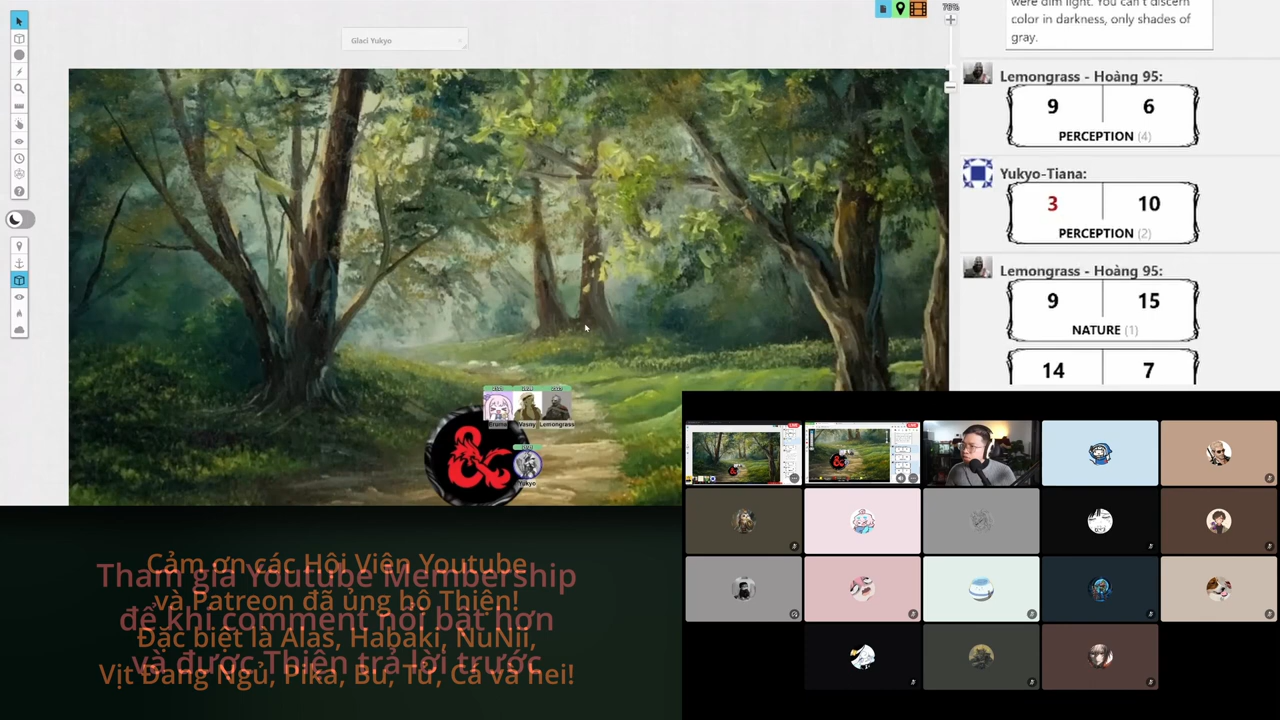 Glaci Yukyo
76%
were dim light. You can't discern
color in darkness, only shades of
gray.
Lemongrass - Hoàng 95:
9 6
PERCEPTION (4)
Yukyo-Tiana:
3 10
PERCEPTION (2)
Lemongrass - Hoàng 95:
9 15
NATURE (1)
14 7
Eruma Vosny Lemongrass
Yukyo
Cảm ơn các Hội Viên Youtube
và Patreon đã ủng hộ Thiện!
Đặc biệt là Alas, Habaki, NuNii,
Vịt Đang Ngủ, Pika, Bu, Tử, Cá và hei!
Tham gia Youtube Membership
để khi comment nổi bật hơn
và được Thiện trả lời trước